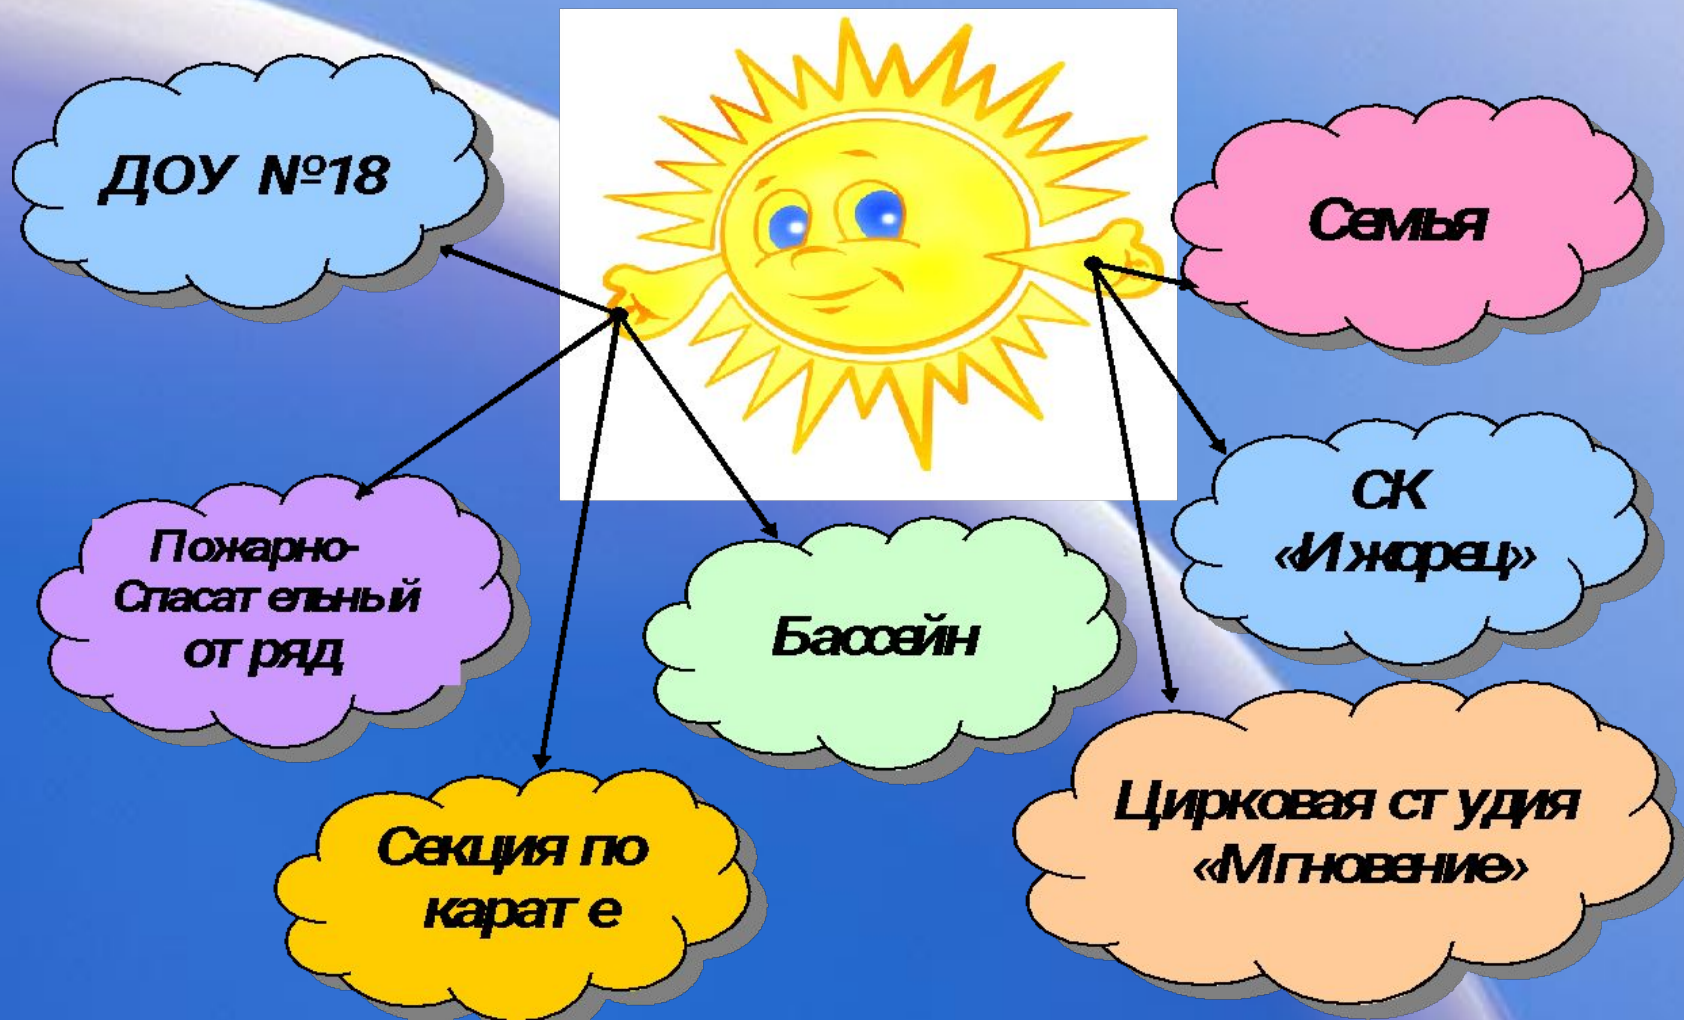 ДОУ №18
Семья
СК
«Ижорец»
Пожарно-
Спасательный
отряд
Бассейн
Цирковая студия
«Мгновение»
Секция по
карате